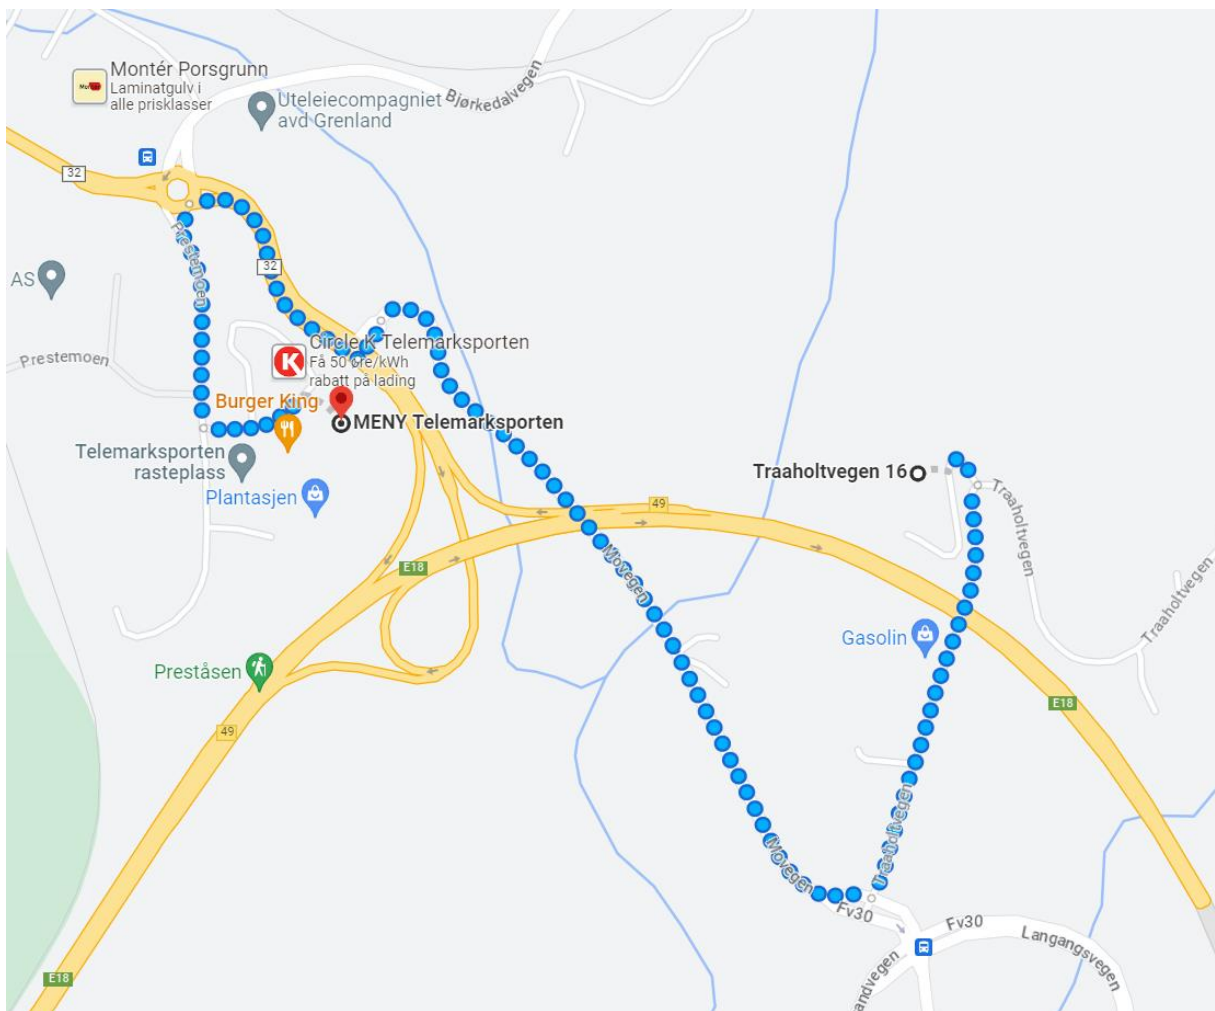 Montér Porsgrunn
Laminatgulv i
alle prisklasser
Uteleiecompagniet
avd Grenland
Bjørkedalvegen
32
Prestemoen
32
AS
Prestemoen
Circle K Telemarksporten
Få 50 øre/kWh
rabatt på lading
Burger King
MENY Telemarksporten
Telemarksporten
rasteplass
Plantasjen
Traaholtvegen 16
Traaholtvegen
49
E18
Movegen
Traaholtvegen
Gasolin
Preståsen
E18
49
Traaholtvegen
Movegen
Fv30
Fv30
Langangsvegen
andvegen
E18